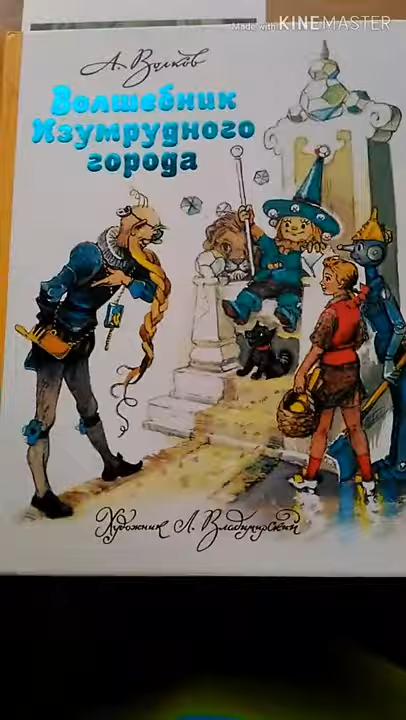 Made with KINEMASTER
А. Волков
Волшебник
Изумрудного
города
Художник Л. Владимирский